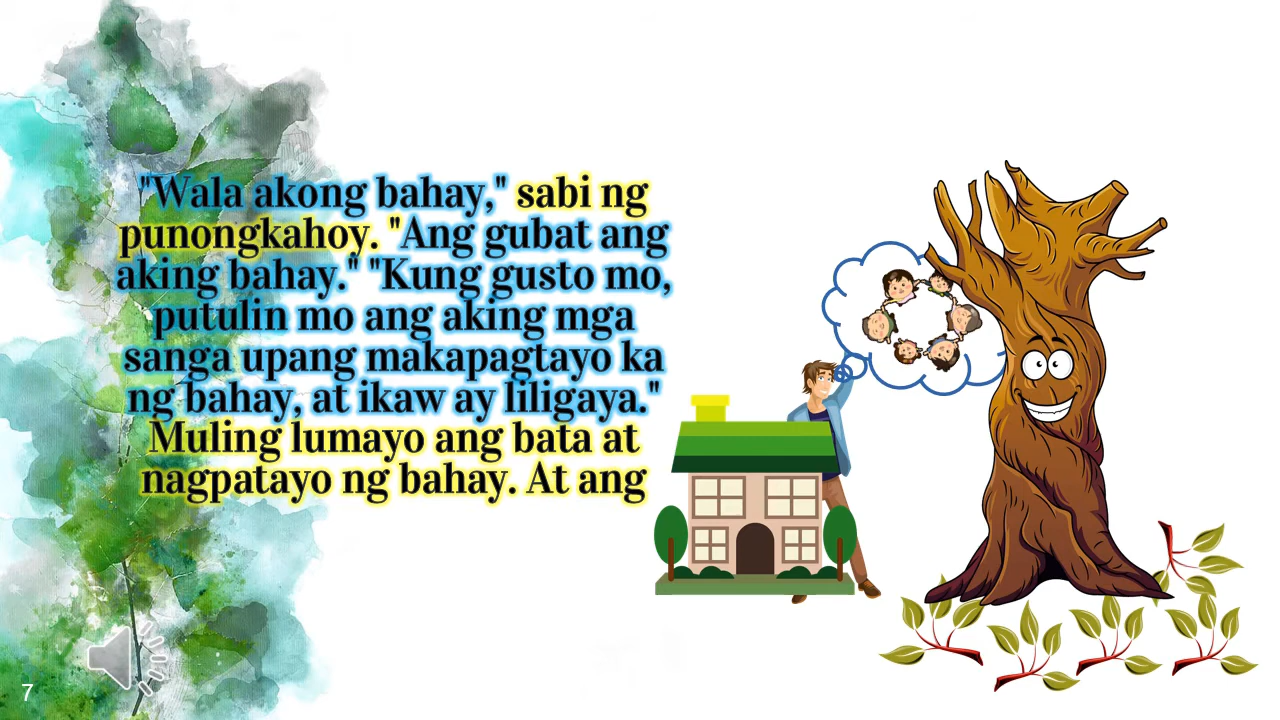 "Wala akong bahay," sabi ng
punongkahoy. "Ang gubat ang
aking bahay." "Kung gusto mo,
putulin mo ang aking mga
sanga upang makapagtayo ka
ng bahay, at ikaw ay liligaya."
Muling lumayo ang bata at
nagpatayo ng bahay. At ang
7